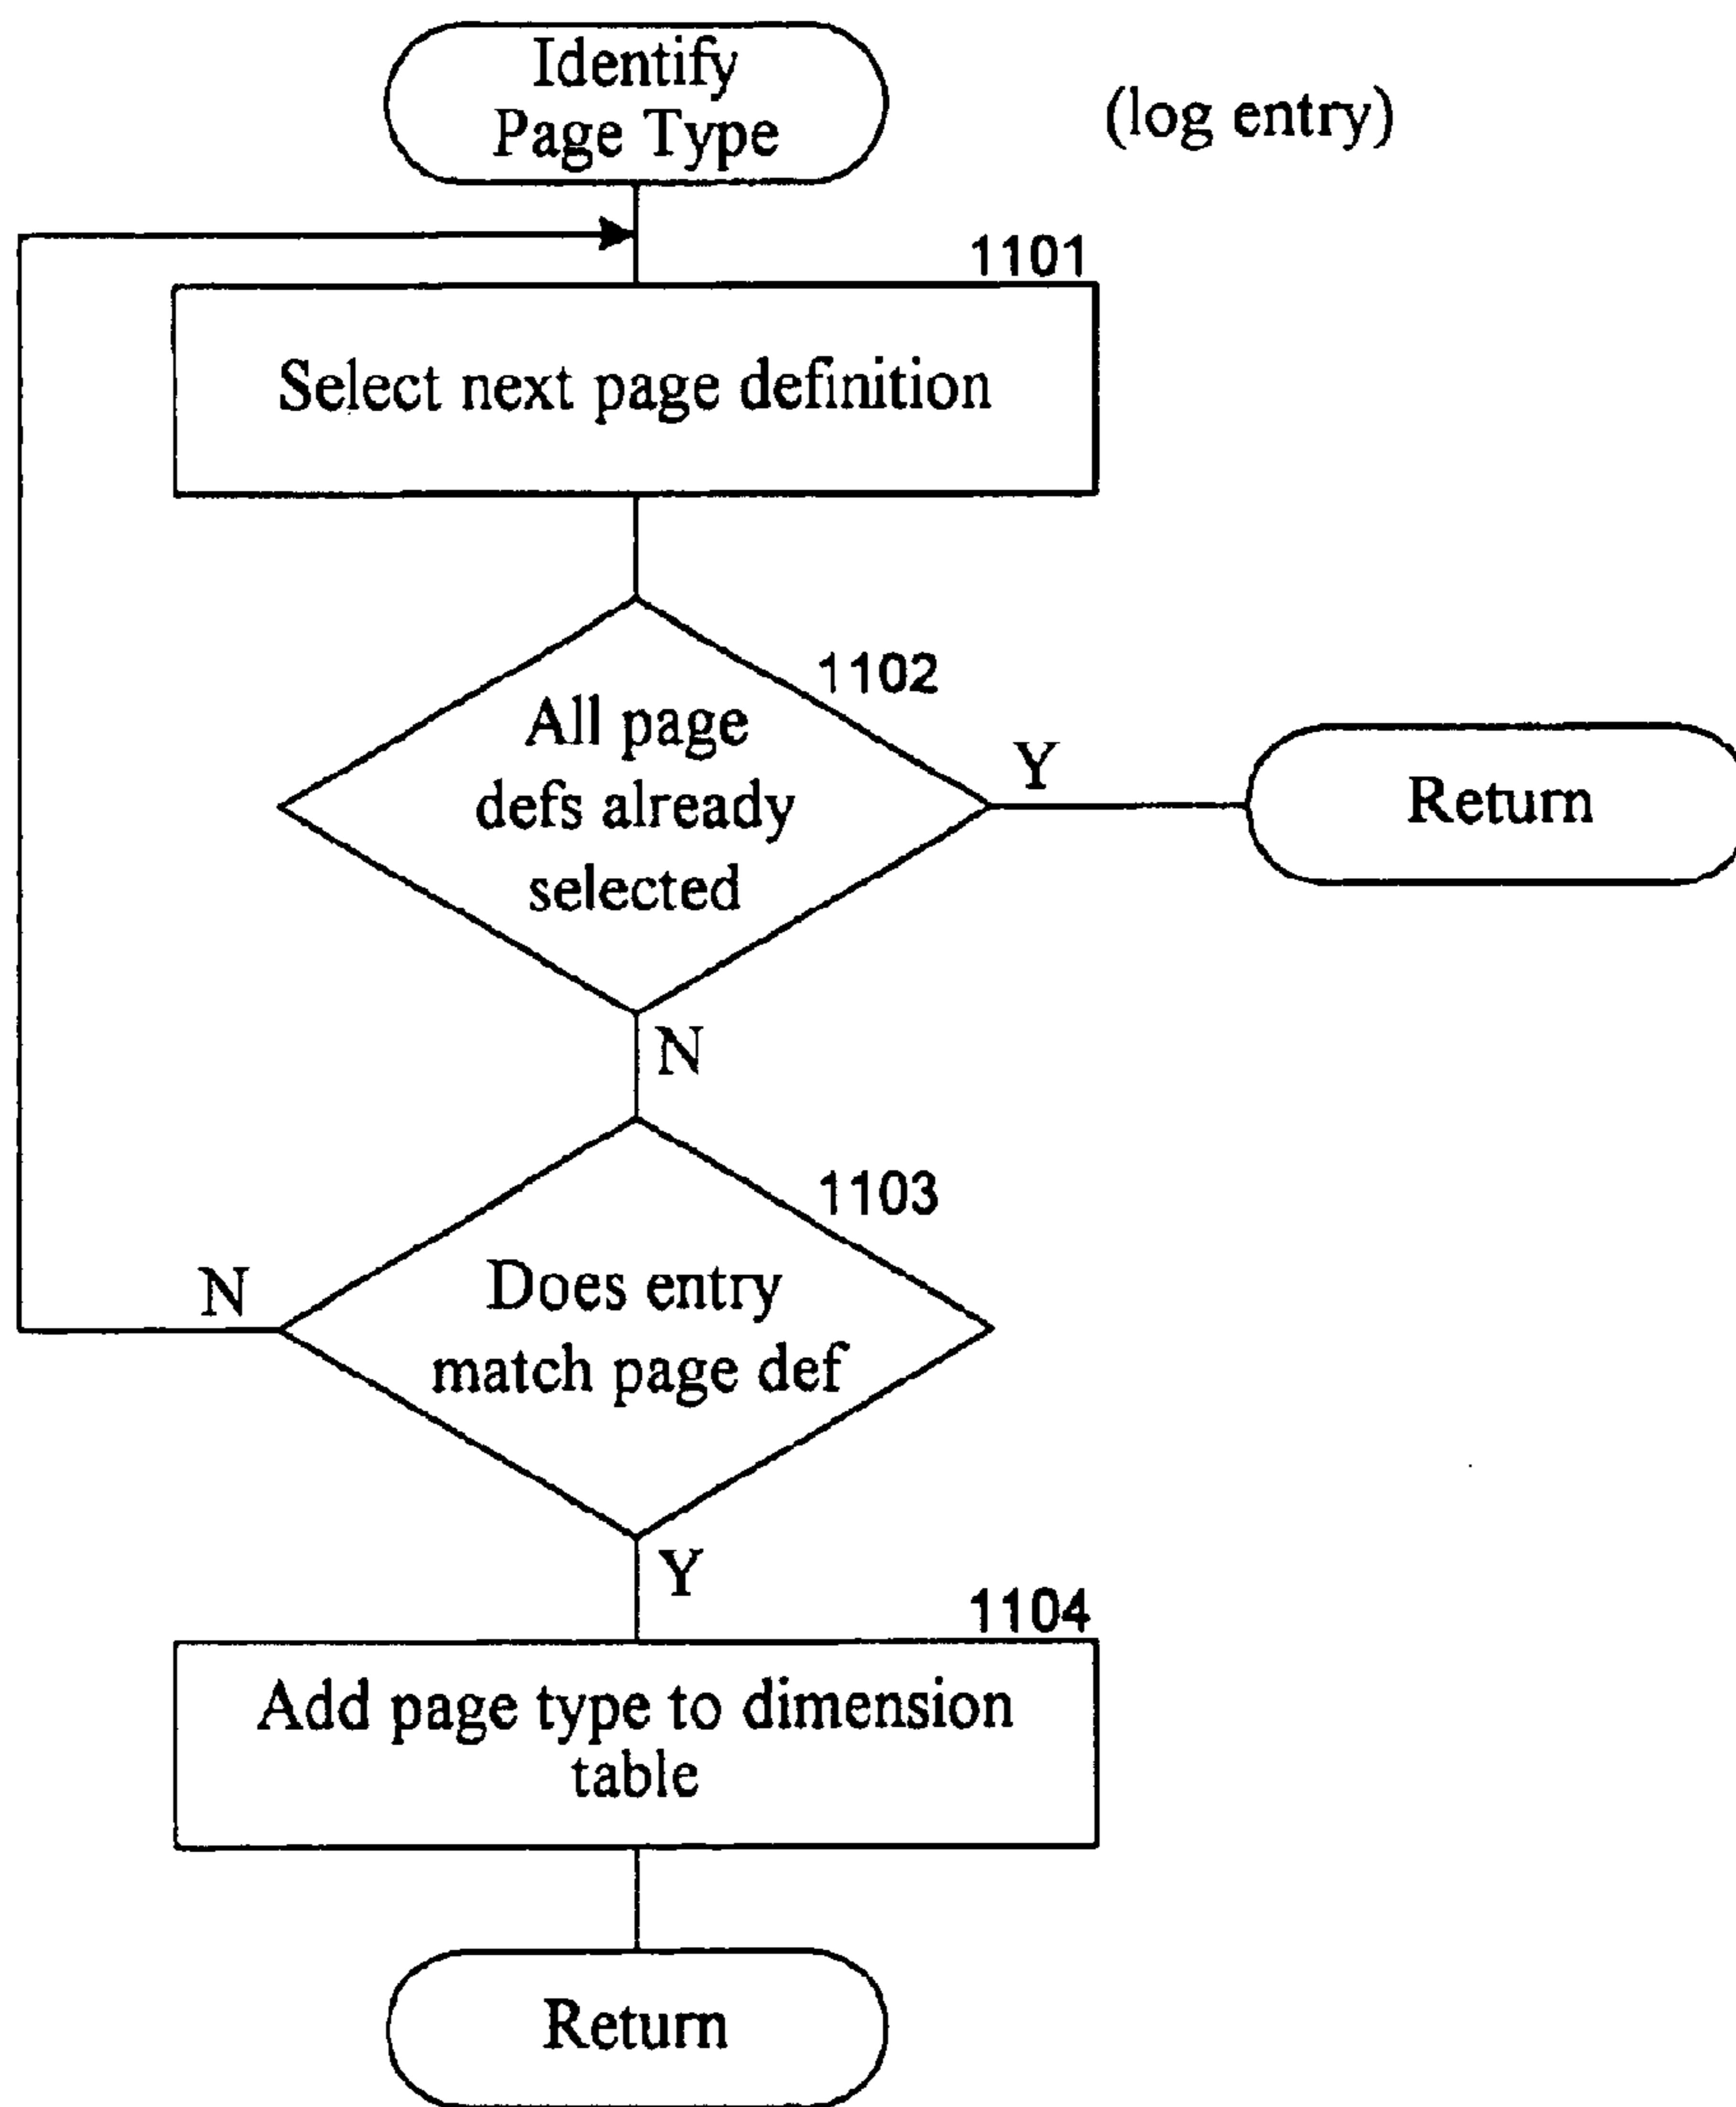 Identify
Page Type
(log entry)
1101
Select next page definition
1102
All page
defs already
selected
Y
Return
N
1103
Does entry
match page def
N
Y
1104
Add page type to dimension
table
Return